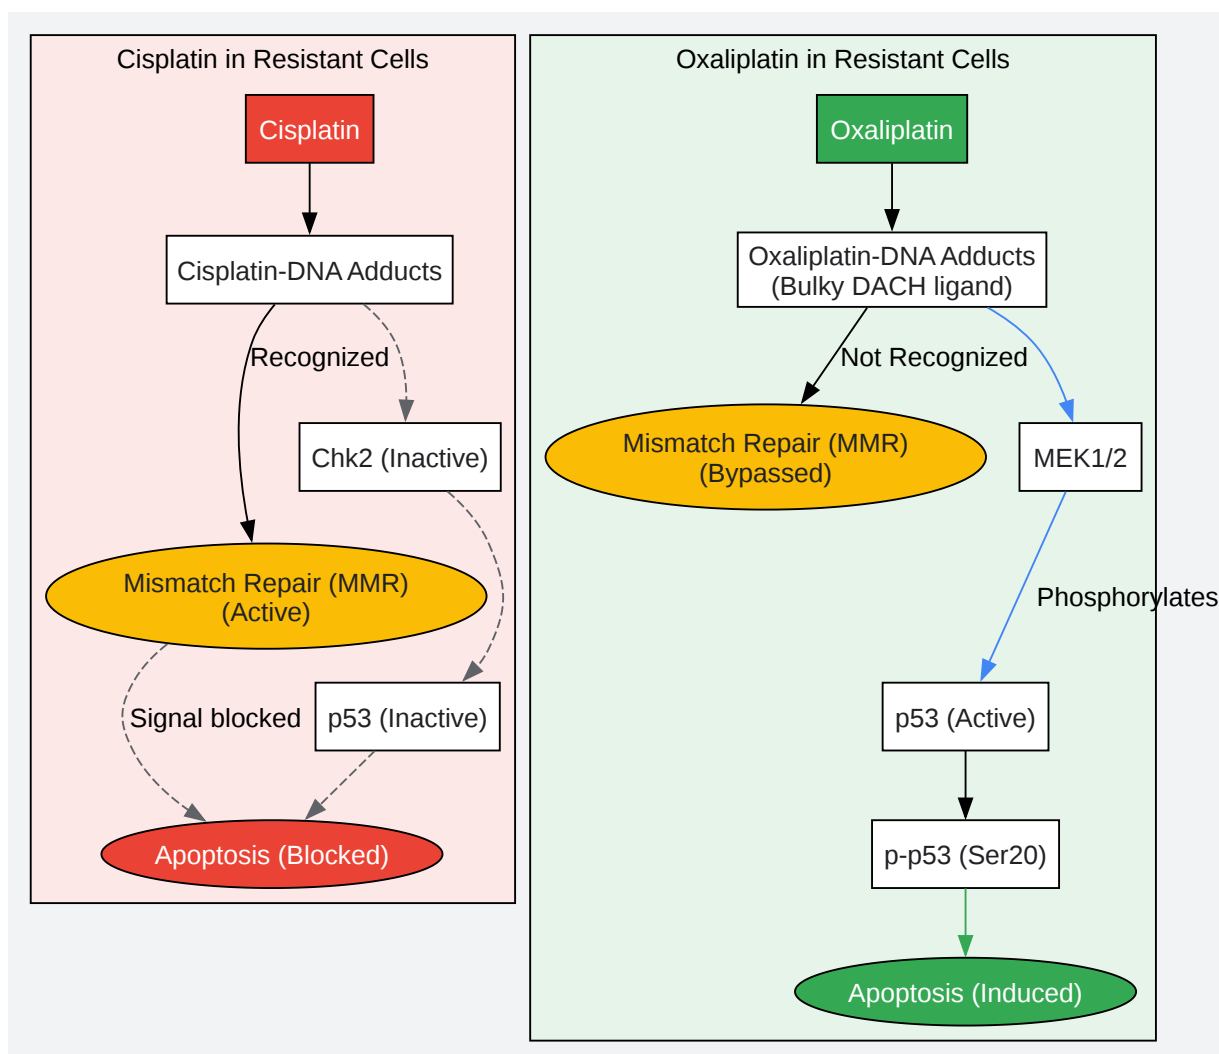 Cisplatin in Resistant Cells
Cisplatin
Cisplatin-DNA Adducts
Recognized
Chk2 (Inactive)
Mismatch Repair (MMR)
(Active)
Signal blocked
p53 (Inactive)
Apoptosis (Blocked)
Oxaliplatin in Resistant Cells
Oxaliplatin
Oxaliplatin-DNA Adducts
(Bulky DACH ligand)
Not Recognized
Mismatch Repair (MMR)
(Bypassed)
MEK1/2
Phosphorylates
p53 (Active)
p-p53 (Ser20)
Apoptosis (Induced)